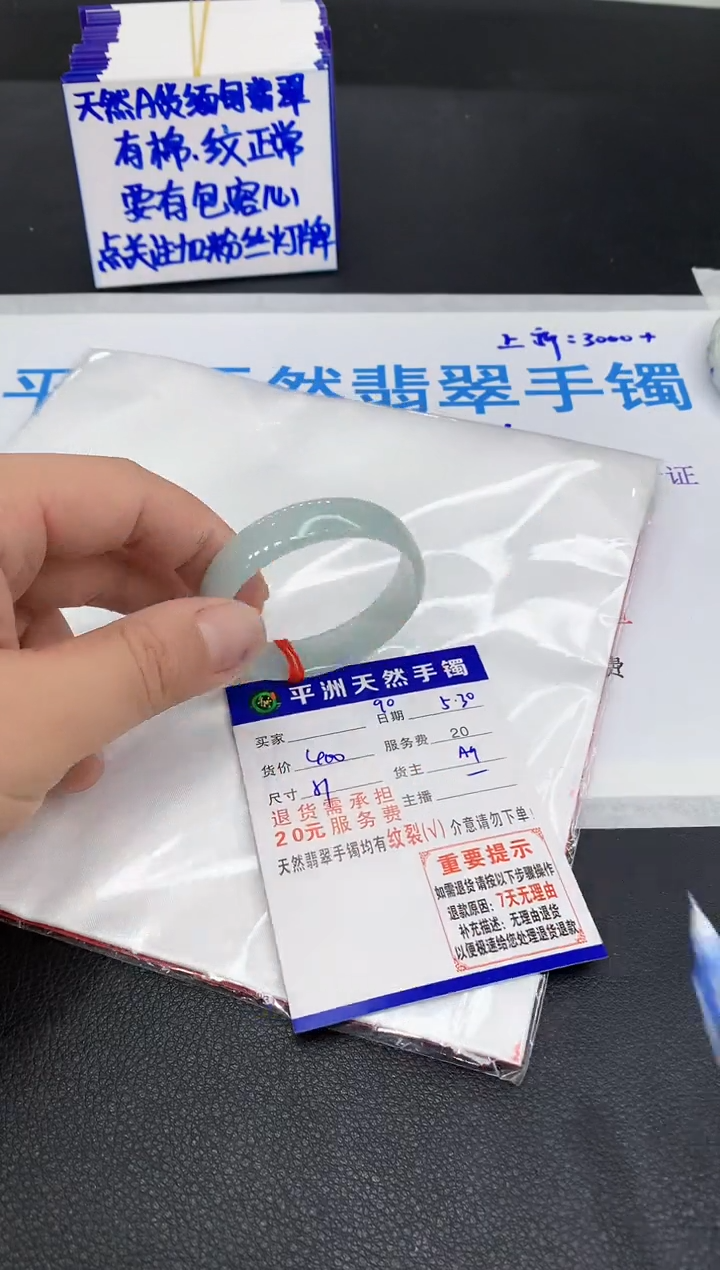 天然A货缅甸翡翠
有棉.纹正常
要有包容心
点关注加粉丝灯牌
上新:3000+
平 天然翡翠手镯
证
费
平洲天然手镯
90
买家 日期 5.30
货价 400 服务费 20
尺寸 货主 A9
退货需承担 主播
20元服务费
天然翡翠手镯均有纹裂(√) 介意请勿下单!
重要提示
如需退货请按以下步骤操作
退款原因:7天无理由
补充描述:无理由退货
以便极速给您处理退货退款